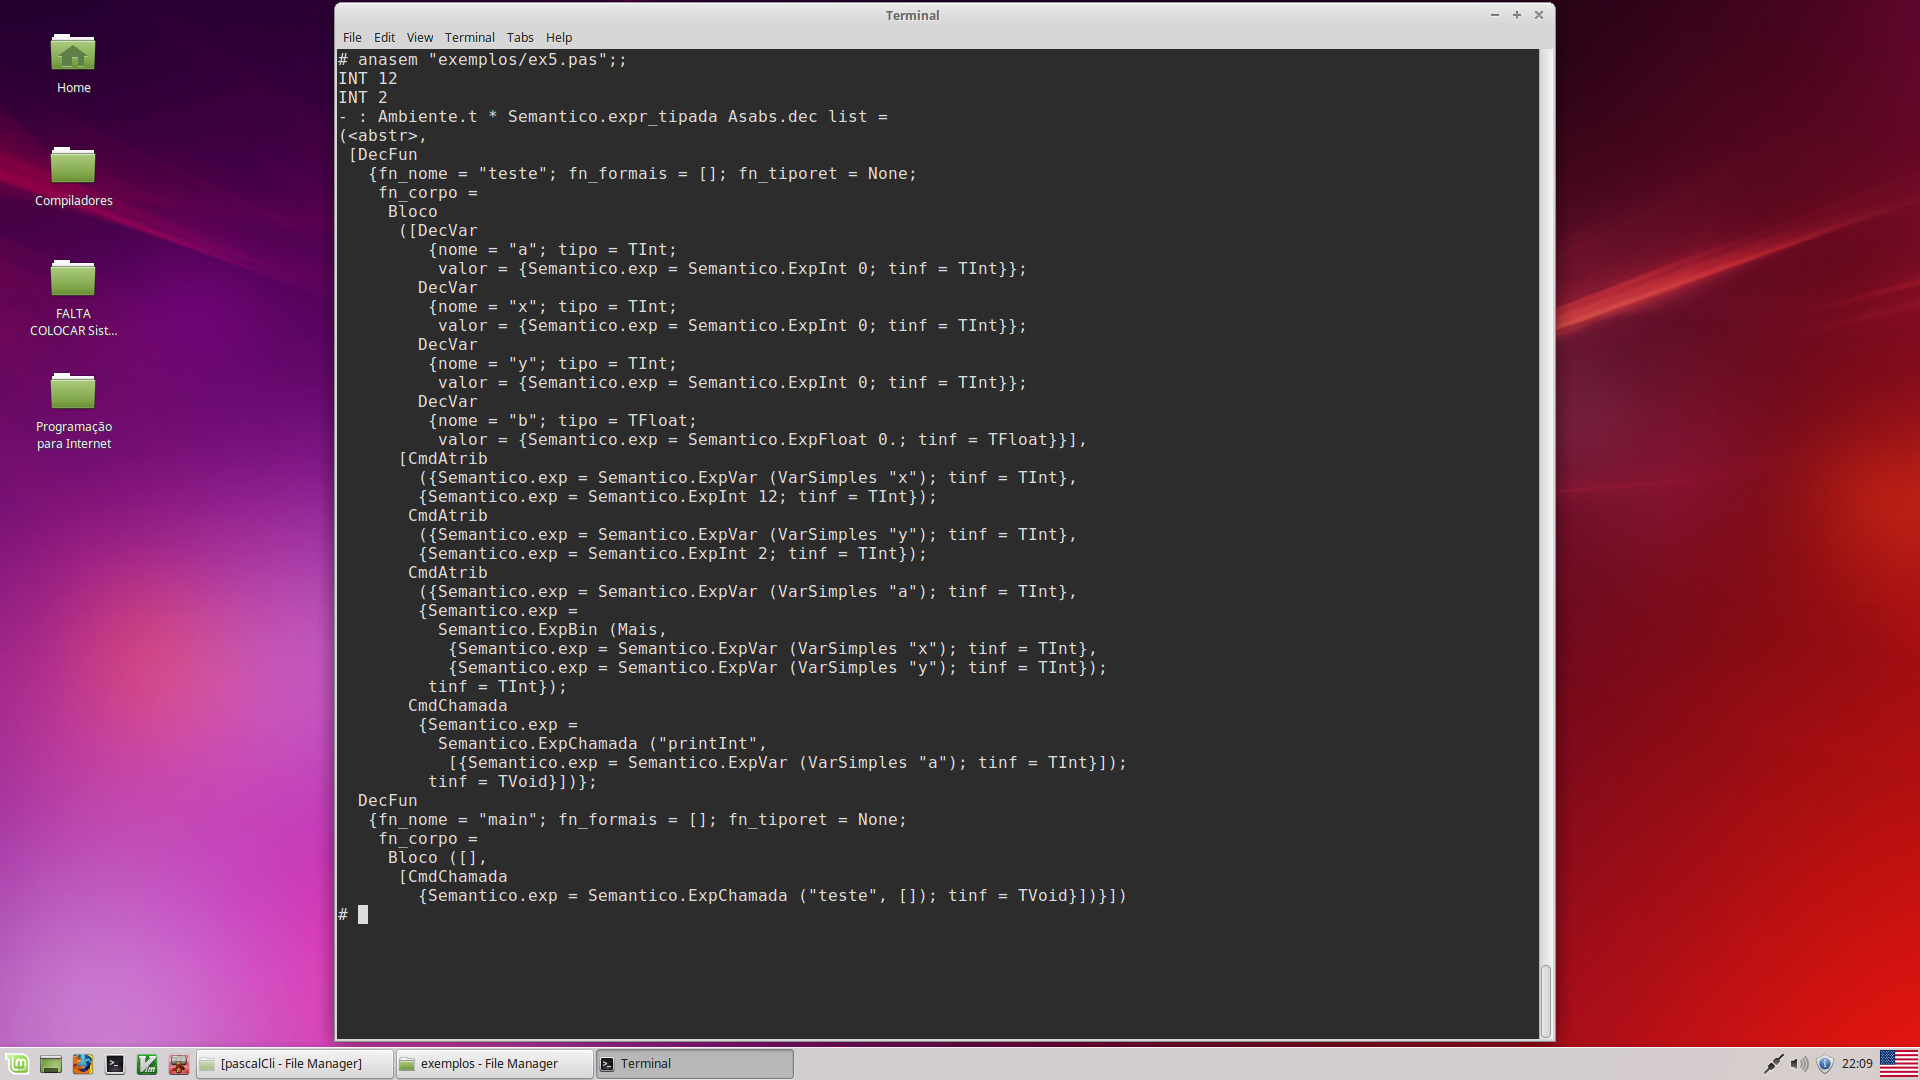 Terminal
File Edit View Terminal Tabs Help
# anasem "exemplos/ex5.pas";;
INT 12
INT 2
- : Ambiente.t * Semantico.expr_tipada Asabs.dec list =
(<abstr>,
 [DecFun
   {fn_nome = "teste"; fn_formais = []; fn_tiporet = None;
    fn_corpo =
     Bloco
      ([DecVar
         {nome = "a"; tipo = TInt;
          valor = {Semantico.exp = Semantico.ExpInt 0; tinf = TInt}};
        DecVar
         {nome = "x"; tipo = TInt;
          valor = {Semantico.exp = Semantico.ExpInt 0; tinf = TInt}};
        DecVar
         {nome = "y"; tipo = TInt;
          valor = {Semantico.exp = Semantico.ExpInt 0; tinf = TInt}};
        DecVar
         {nome = "b"; tipo = TFloat;
          valor = {Semantico.exp = Semantico.ExpFloat 0.; tinf = TFloat}}],
      [CmdAtrib
        ({Semantico.exp = Semantico.ExpVar (VarSimples "x"); tinf = TInt},
        {Semantico.exp = Semantico.ExpInt 12; tinf = TInt});
       CmdAtrib
        ({Semantico.exp = Semantico.ExpVar (VarSimples "y"); tinf = TInt},
        {Semantico.exp = Semantico.ExpInt 2; tinf = TInt});
       CmdAtrib
        ({Semantico.exp = Semantico.ExpVar (VarSimples "a"); tinf = TInt},
        {Semantico.exp =
          Semantico.ExpBin (Mais,
           {Semantico.exp = Semantico.ExpVar (VarSimples "x"); tinf = TInt},
           {Semantico.exp = Semantico.ExpVar (VarSimples "y"); tinf = TInt});
         tinf = TInt});
       CmdChamada
        {Semantico.exp =
          Semantico.ExpChamada ("printInt",
           [{Semantico.exp = Semantico.ExpVar (VarSimples "a"); tinf = TInt}]);
         tinf = TVoid}])};
  DecFun
   {fn_nome = "main"; fn_formais = []; fn_tiporet = None;
    fn_corpo =
     Bloco ([],
      [CmdChamada
        {Semantico.exp = Semantico.ExpChamada ("teste", []); tinf = TVoid}])}])
#
Home
Compiladores
FALTA
COLOCAR Sist...
Programação
para Internet
[pascalCli - File Manager] exemplos - File Manager Terminal 22:09